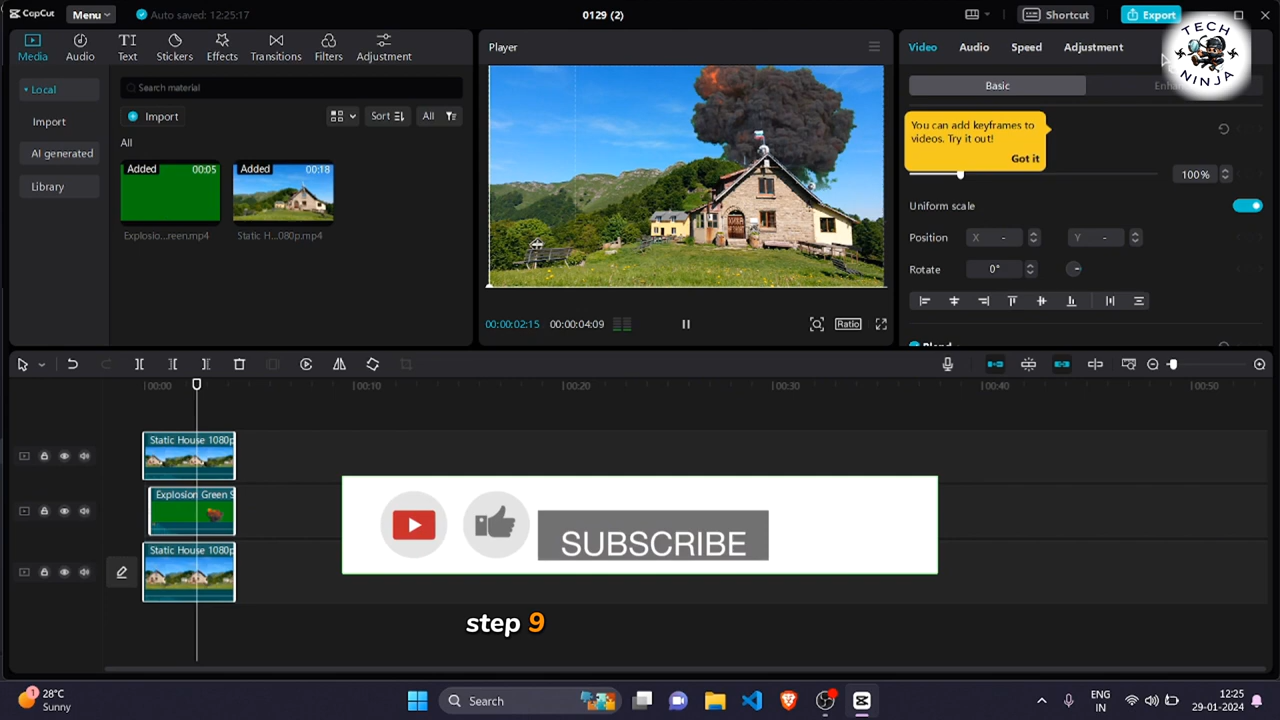 CapCut Menu Auto saved: 12:25:17 0129 (2) Shortcut Export
TECH
NINJA
Media Audio Text Stickers Effects Transitions Filters Adjustment
Local
Import
AI generated
Library
Search material
Import Sort All
All
Added 00:05
Added 00:18
Explosio...reen.mp4
Static H...080p.mp4
Player
00:00:02:15 00:00:04:09 Ratio
Video Audio Speed Adjustment
Basic
You can add keyframes to
videos. Try it out!
Got it
100%
Uniform scale
Position X - Y -
Rotate 0°
Blend
00:00 00:10 00:20 00:30 00:40 00:50
Static House 1080p
Explosion Green S
Static House 1080p
SUBSCRIBE
step 9
1
28°C
Sunny
Search
ENG
IN
12:25
29-01-2024